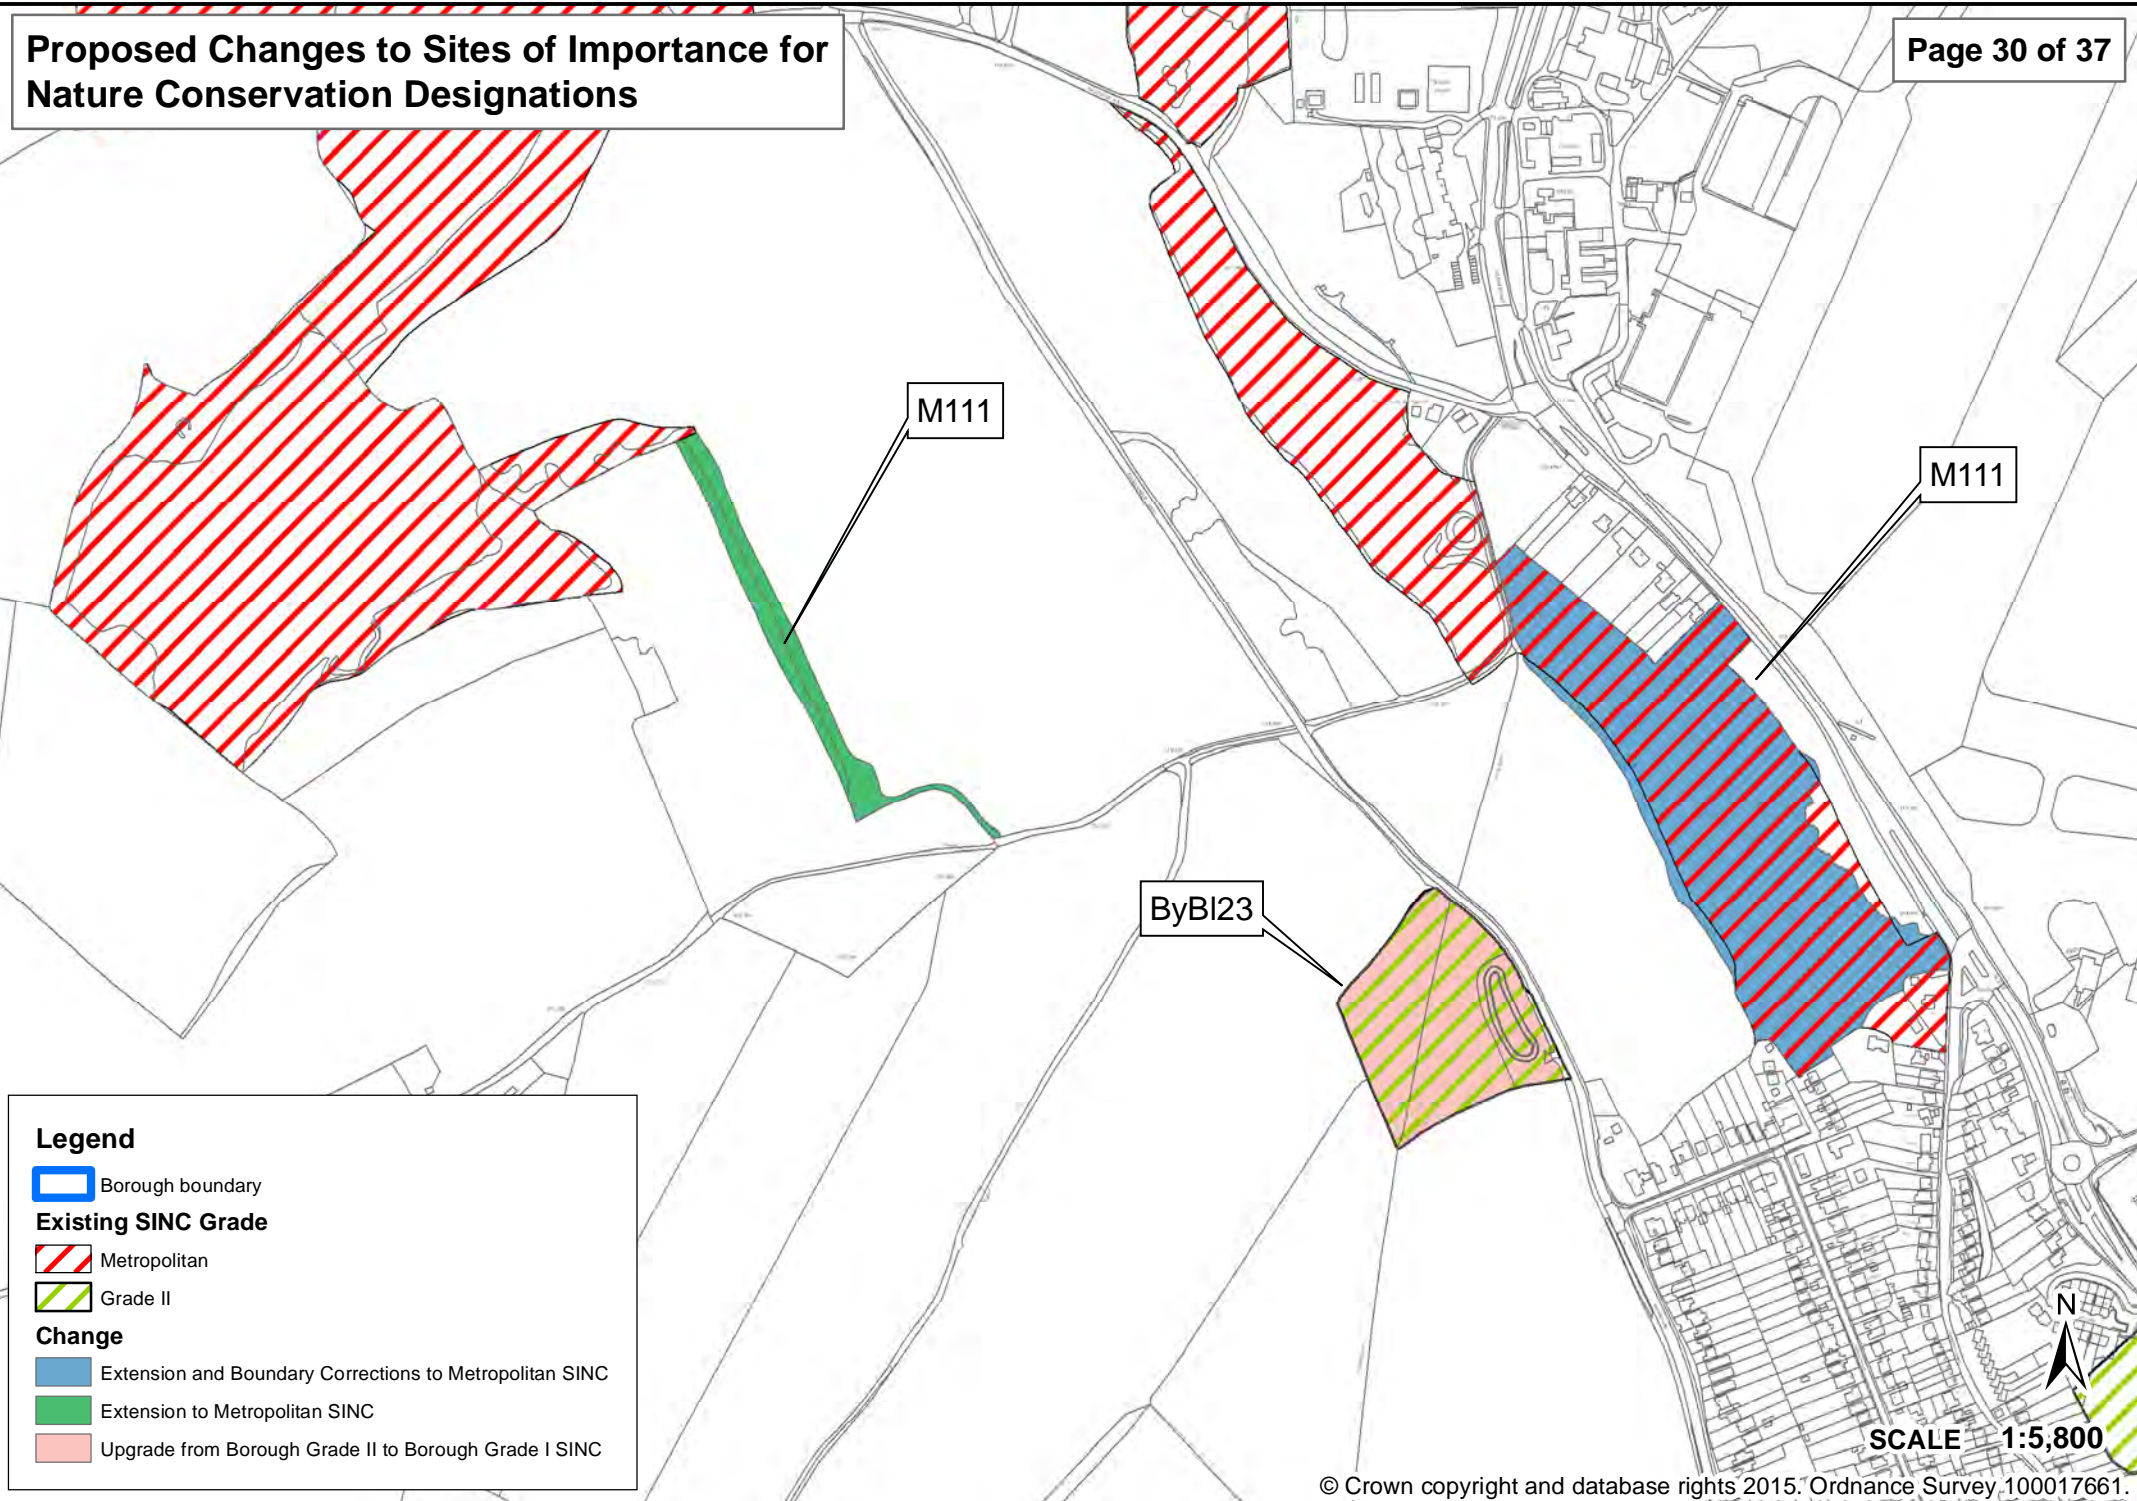 Proposed Changes to Sites of Importance for
Nature Conservation Designations
Page 30 of 37
M111
M111
ByBI23
Legend
Borough boundary
Existing SINC Grade
Metropolitan
Grade II
Change
Extension and Boundary Corrections to Metropolitan SINC
Extension to Metropolitan SINC
Upgrade from Borough Grade II to Borough Grade I SINC
N
SCALE 1:5,800
© Crown copyright and database rights 2015. Ordnance Survey 100017661.